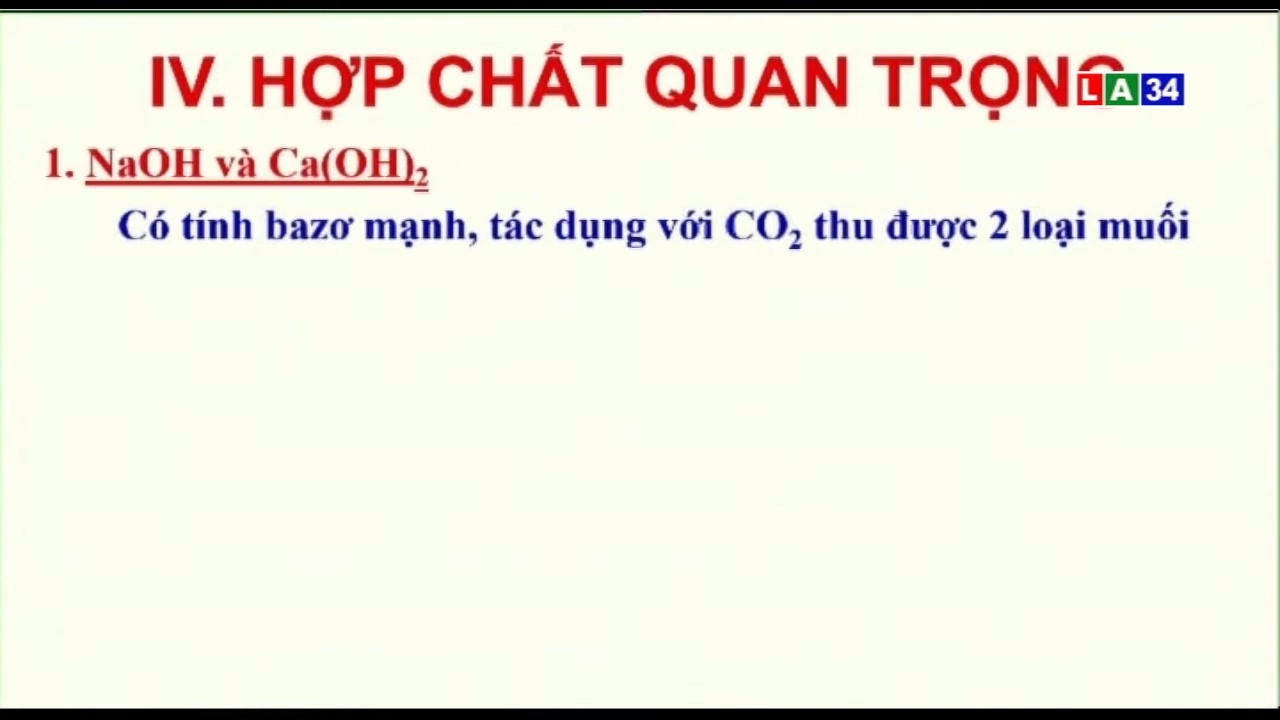 IV. HỢP CHẤT QUAN TRỌNG
LA34
1. NaOH và Ca(OH)₂
Có tính bazơ mạnh, tác dụng với CO₂ thu được 2 loại muối